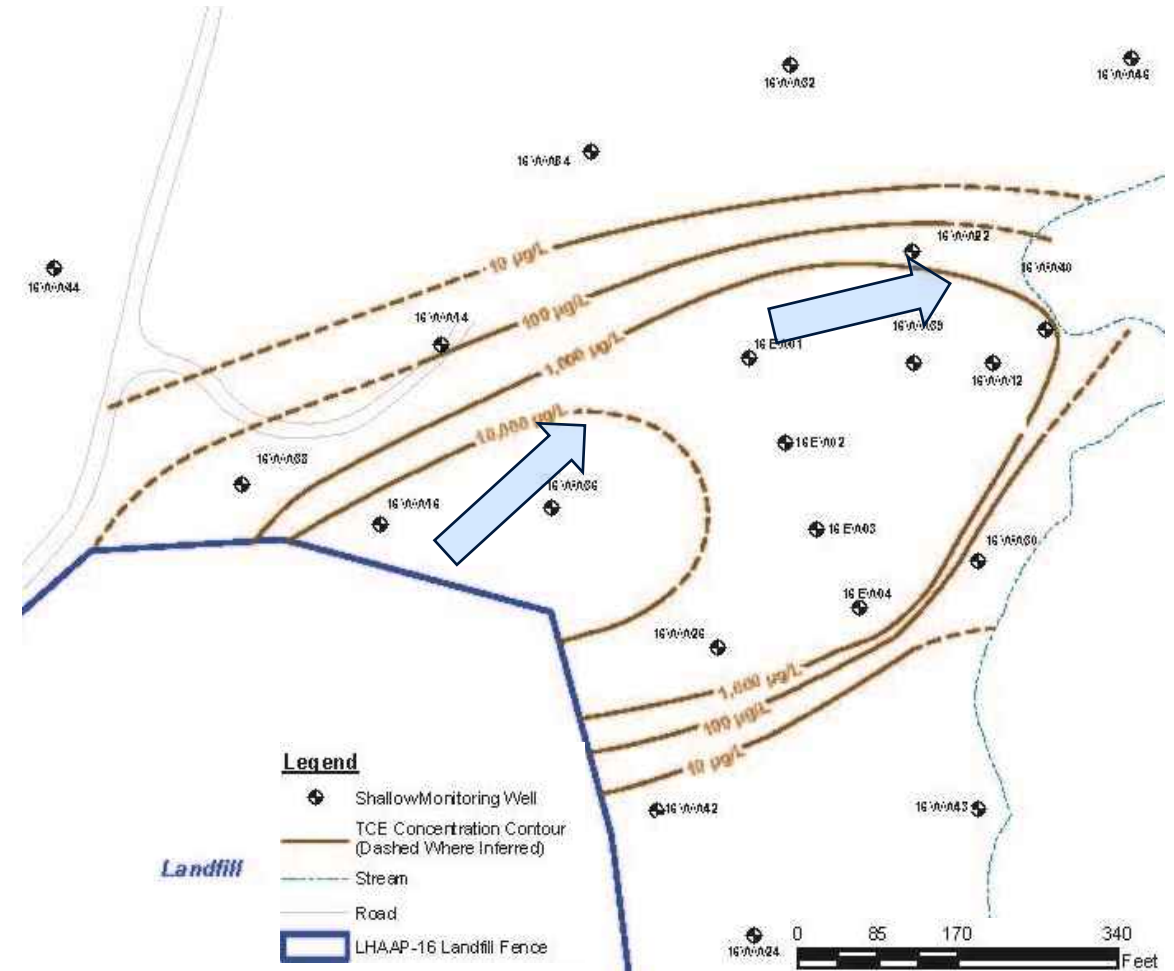 16WW46
16WW32
16WW44
10 µg/L
16WW22
16WW40
100 µg/L
16WW14
1,000 µg/L
16WW39
16EW01
16WW12
10,000 µg/L
16EW02
16WW38
16WW16
16WW36
16EW03
16WW30
16EW04
16WW26
1,000 µg/L
100 µg/L
10 µg/L
16WW42
16WW43
16WW24
Legend
Shallow Monitoring Well
TCE Concentration Contour
(Dashed Where Inferred)
Stream
Road
LHAAP-16 Landfill Fence
Landfill
0 85 170 340
Feet